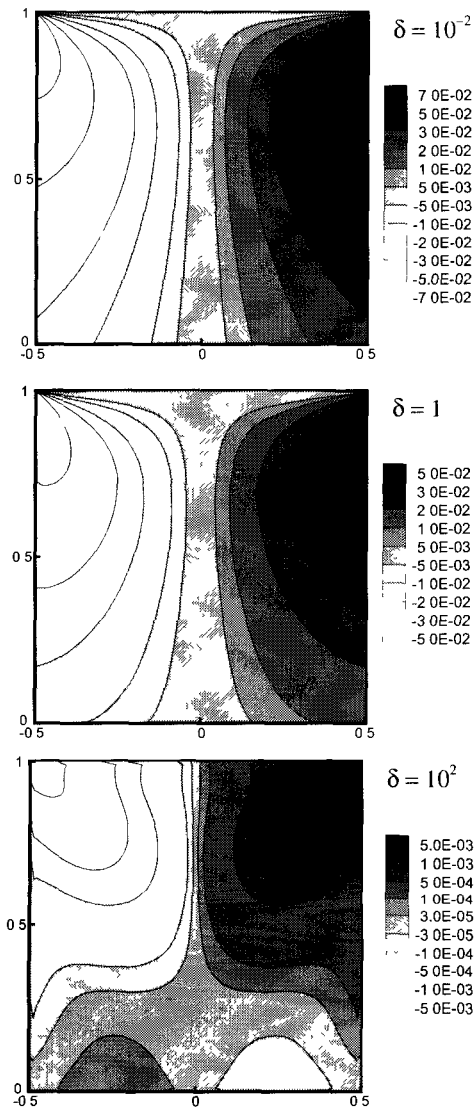 δ = 10⁻²
1
0 5
0
-0 5
0
0 5
7 0E-02
5 0E-02
3 0E-02
2 0E-02
1 0E-02
5 0E-03
-5 0E-03
-1 0E-02
-2 0E-02
-3 0E-02
-5.0E-02
-7 0E-02
δ = 1
1
0 5
0
-0 5
0
0 5
5 0E-02
3 0E-02
2 0E-02
1 0E-02
5 0E-03
-5 0E-03
-1 0E-02
-2 0E-02
-3 0E-02
-5 0E-02
δ = 10²
1
0 5
0
-0 5
0
0 5
5.0E-03
1 0E-03
5 0E-04
1 0E-04
3 0E-05
-3 0E-05
-1 0E-04
-5 0E-04
-1 0E-03
-5 0E-03